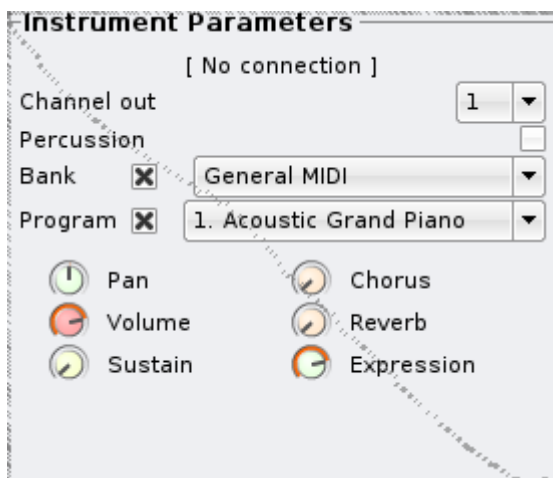 Instrument Parameters
[ No connection ]
Channel out 1
Percussion
Bank General MIDI
Program 1. Acoustic Grand Piano
Pan Chorus
Volume Reverb
Sustain Expression